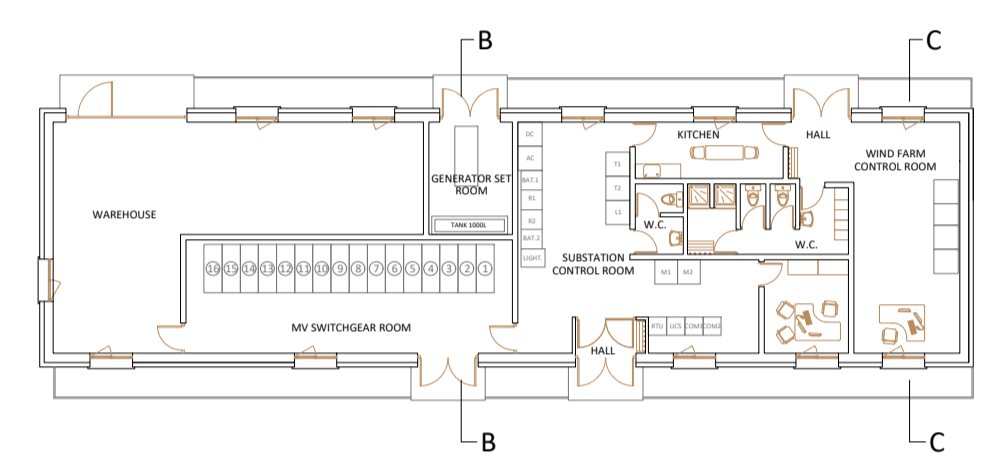 B
C
DC
AC
BAT.1
R1
R2
BAT.2
LIGHT.
T1
T2
L1
KITCHEN
HALL
WIND FARM
CONTROL ROOM
GENERATOR SET
ROOM
TANK 1000L
WAREHOUSE
W.C.
W.C.
SUBSTATION
CONTROL ROOM
16 15 14 13 12 11 10 9 8 7 6 5 4 3 2 1
M1 M2
MV SWITCHGEAR ROOM
RTU UCS COM1 COM2
HALL
B
C